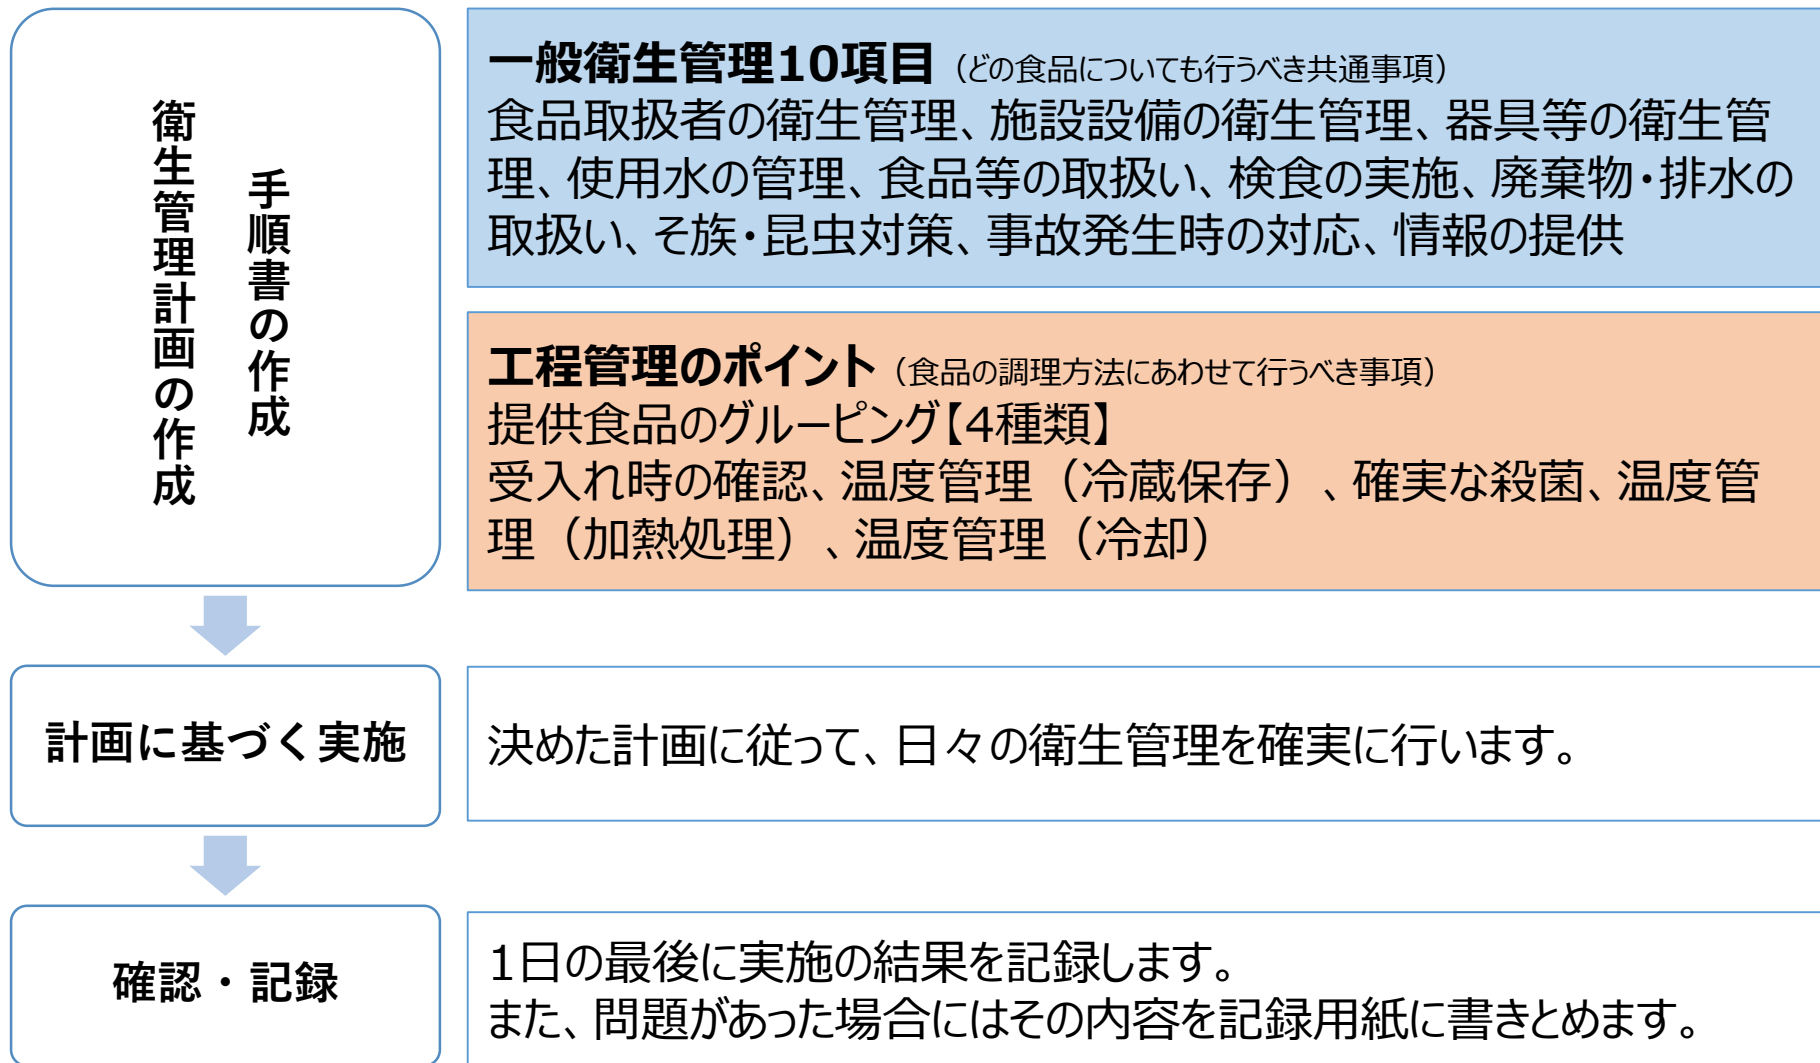 衛生管理計画の作成
手順書の作成
一般衛生管理10項目（どの食品についても行うべき共通事項）
食品取扱者の衛生管理、施設設備の衛生管理、器具等の衛生管
理、使用水の管理、食品等の取扱い、検食の実施、廃棄物・排水の
取扱い、そ族・昆虫対策、事故発生時の対応、情報の提供
工程管理のポイント（食品の調理方法にあわせて行うべき事項）
提供食品のグルーピング【4種類】
受入れ時の確認、温度管理（冷蔵保存）、確実な殺菌、温度管
理（加熱処理）、温度管理（冷却）
計画に基づく実施
決めた計画に従って、日々の衛生管理を確実に行います。
確認・記録
1日の最後に実施の結果を記録します。
また、問題があった場合にはその内容を記録用紙に書きとめます。